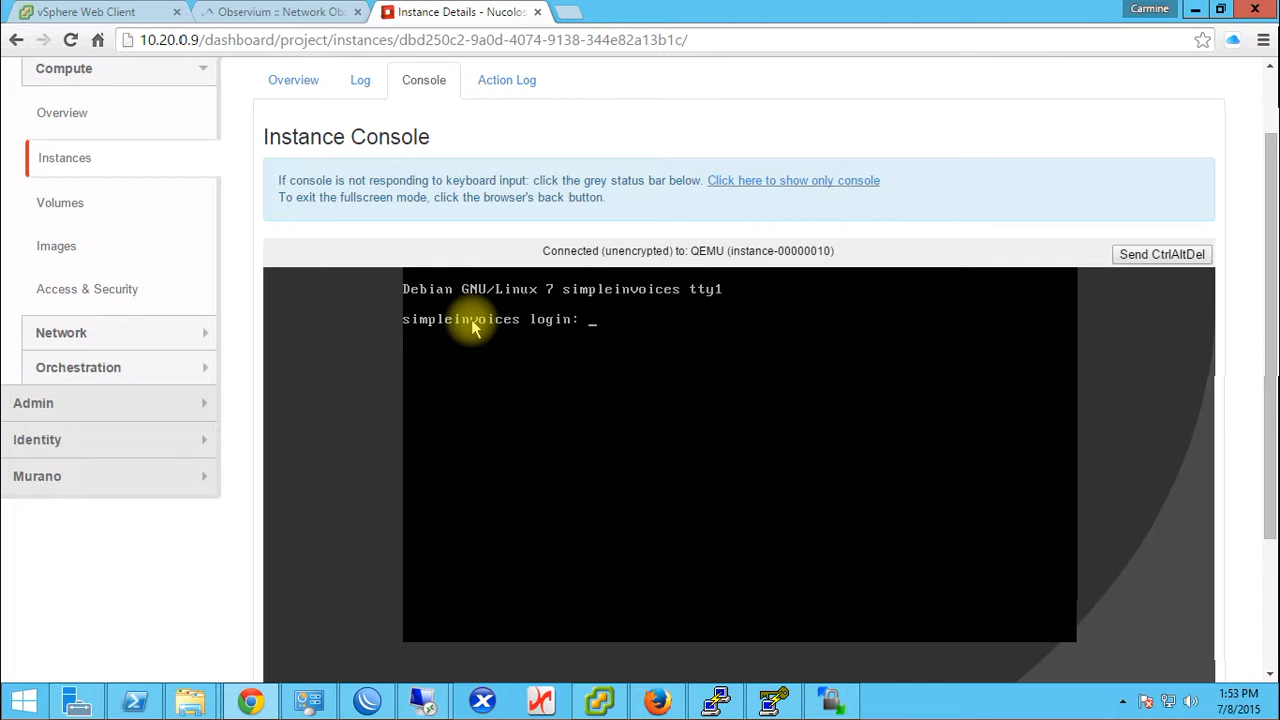 vSphere Web Client
Observium :: Network Obs
Instance Details - Nucolos
Carmine
10.20.0.9/dashboard/project/instances/dbd250c2-9a0d-4074-9138-344e82a13b1c/
Compute
Overview
Instances
Volumes
Images
Access & Security
Network
Orchestration
Admin
Identity
Murano
Overview
Log
Console
Action Log
Instance Console
If console is not responding to keyboard input: click the grey status bar below. Click here to show only console
To exit the fullscreen mode, click the browser's back button.
Connected (unencrypted) to: QEMU (instance-00000010)
Send CtrlAltDel
Debian GNU/Linux 7 simpleinvoices tty1
simpleinvoices login: _
1:53 PM
7/8/2015